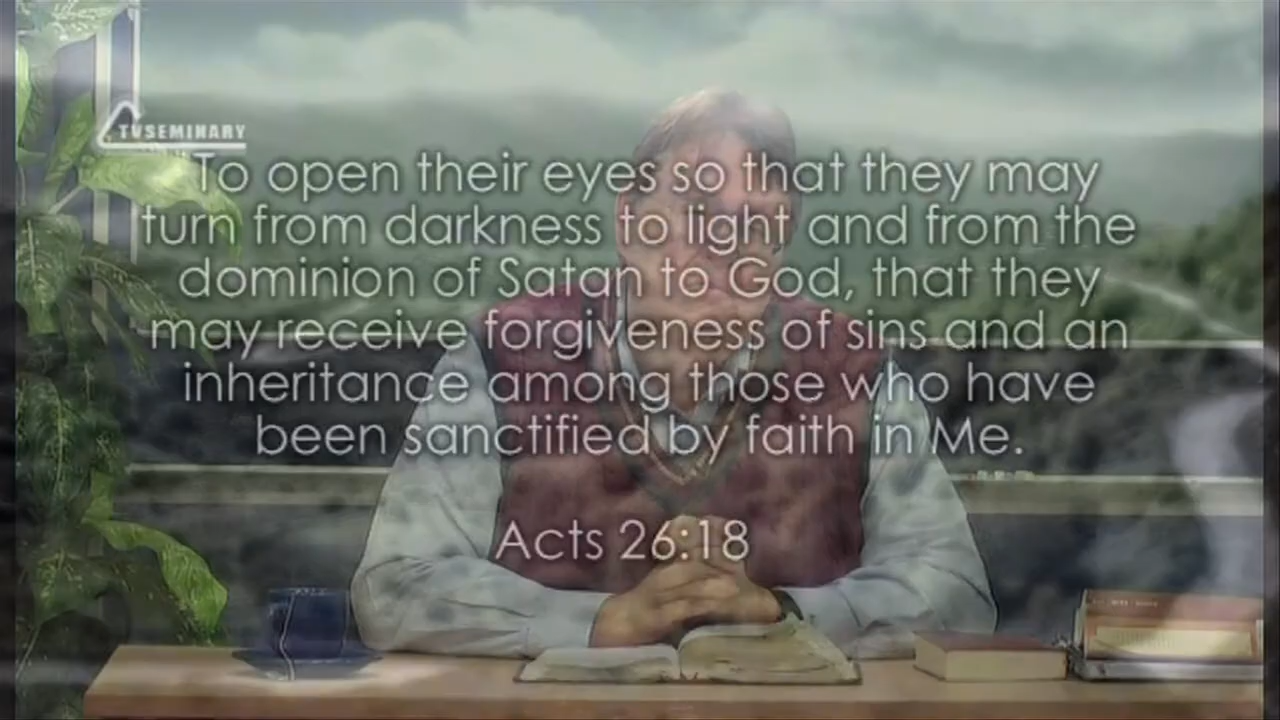 TVSEMINARY
To open their eyes so that they may
turn from darkness to light and from the
dominion of Satan to God, that they
may receive forgiveness of sins and an
inheritance among those who have
been sanctified by faith in Me.
Acts 26:18